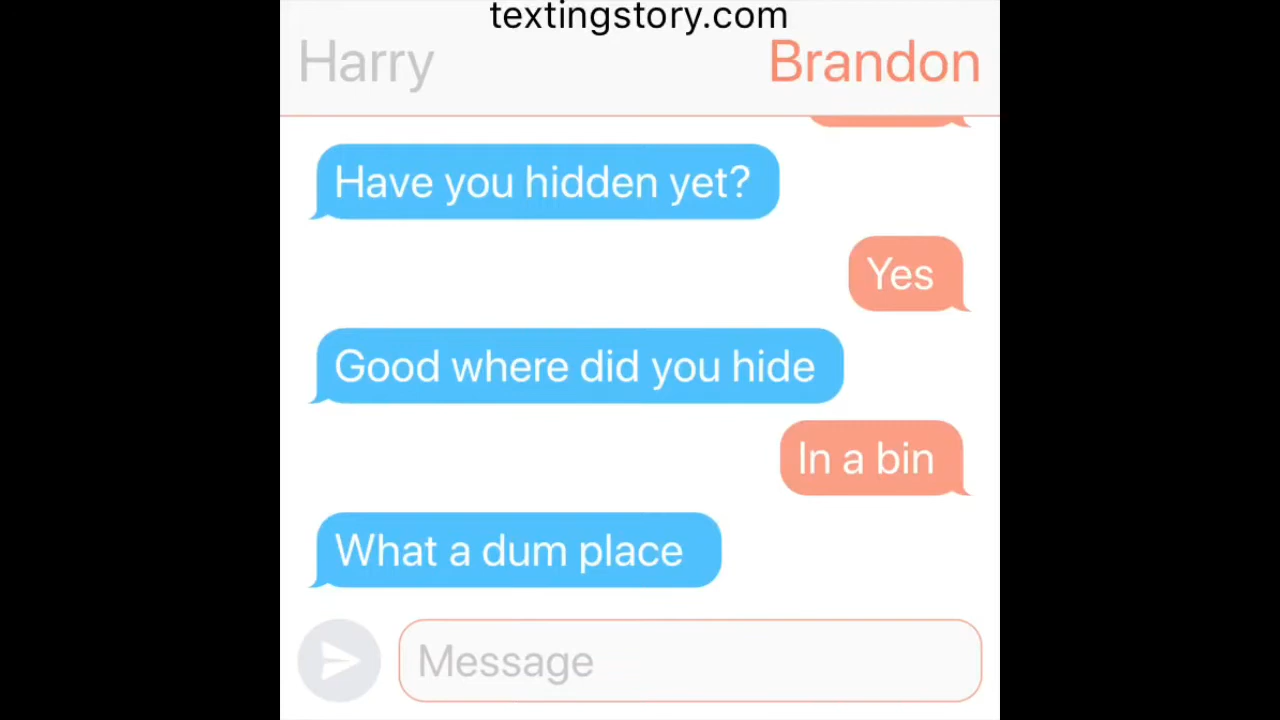 textingstory.com
Harry Brandon
Have you hidden yet?
Yes
Good where did you hide
In a bin
What a dum place
Message